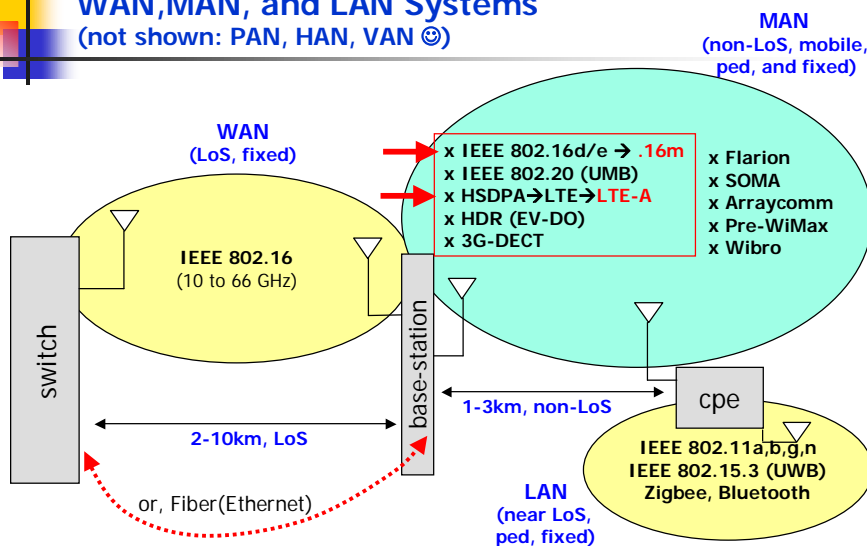 WAN,MAN, and LAN Systems
(not shown: PAN, HAN, VAN ☺)
MAN
(non-LoS, mobile,
ped, and fixed)
WAN
(LoS, fixed)
x IEEE 802.16d/e → .16m
x IEEE 802.20 (UMB)
x HSDPA→LTE→LTE-A
x HDR (EV-DO)
x 3G-DECT
x Flarion
x SOMA
x Arraycomm
x Pre-WiMax
x Wibro
IEEE 802.16
(10 to 66 GHz)
switch
base-station
cpe
2-10km, LoS
1-3km, non-LoS
or, Fiber(Ethernet)
LAN
(near LoS,
ped, fixed)
IEEE 802.11a,b,g,n
IEEE 802.15.3 (UWB)
Zigbee, Bluetooth